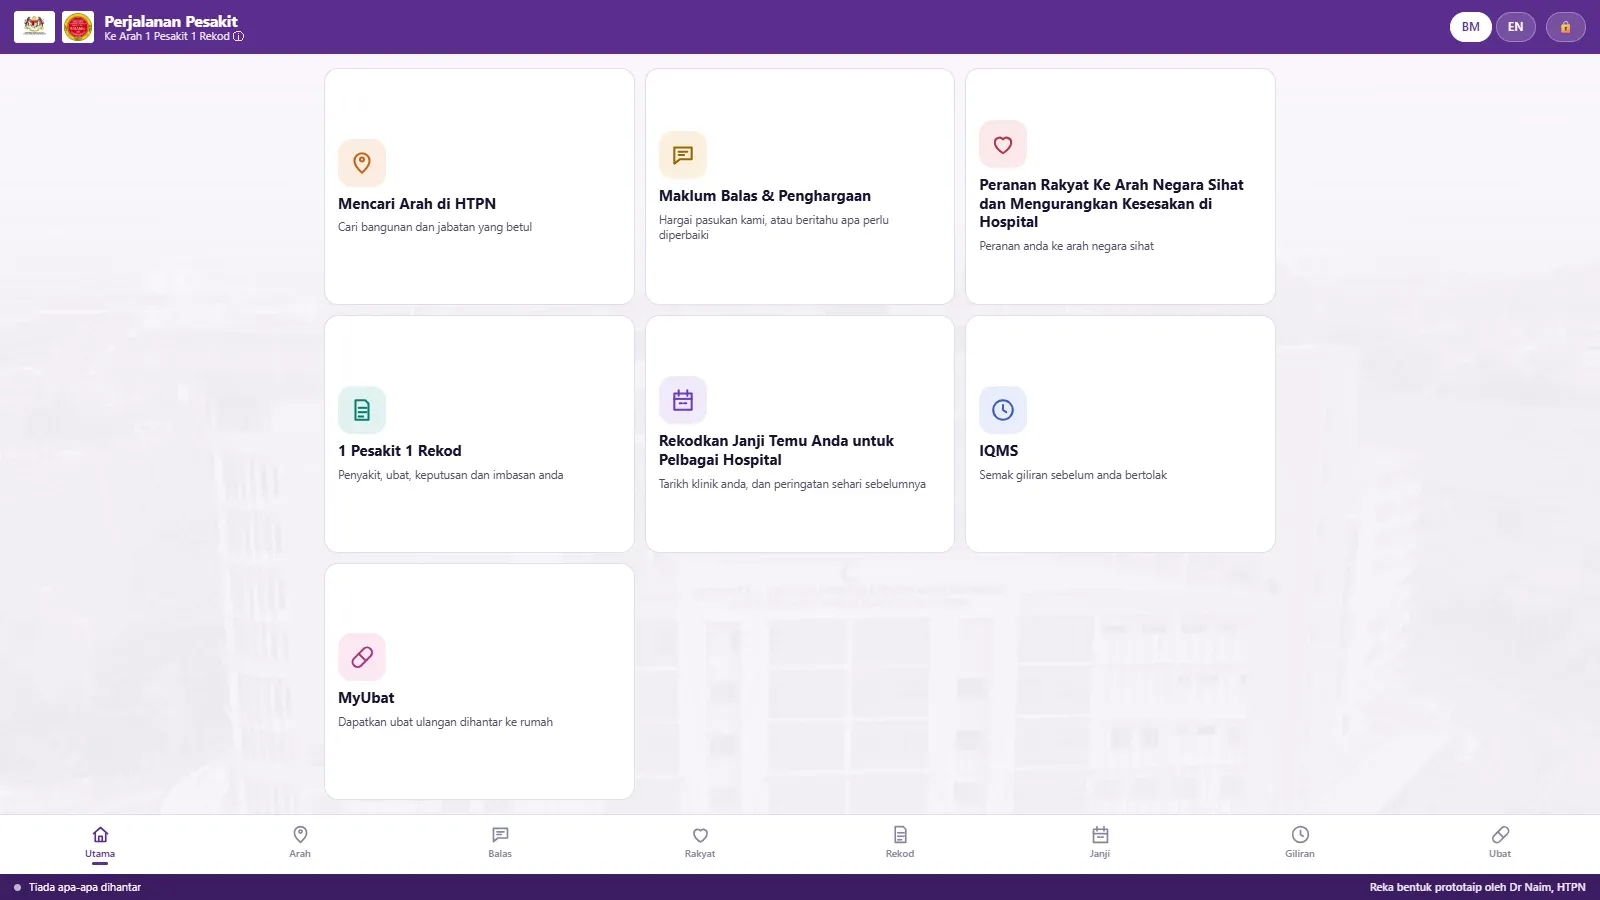 Perjalanan Pesakit
Ke Arah 1 Pesakit 1 Rekod ⓘ
BM
EN
Mencari Arah di HTPN
Cari bangunan dan jabatan yang betul
Maklum Balas & Penghargaan
Hargai pasukan kami, atau beritahu apa perlu
diperbaiki
Peranan Rakyat Ke Arah Negara Sihat
dan Mengurangkan Kesesakan di
Hospital
Peranan anda ke arah negara sihat
1 Pesakit 1 Rekod
Penyakit, ubat, keputusan dan imbasan anda
Rekodkan Janji Temu Anda untuk
Pelbagai Hospital
Tarikh klinik anda, dan peringatan sehari sebelumnya
IQMS
Semak giliran sebelum anda bertolak
MyUbat
Dapatkan ubat ulangan dihantar ke rumah
Utama
Arah
Balas
Rakyat
Rekod
Janji
Giliran
Ubat
Tiada apa-apa dihantar
Reka bentuk prototaip oleh Dr Naim, HTPN